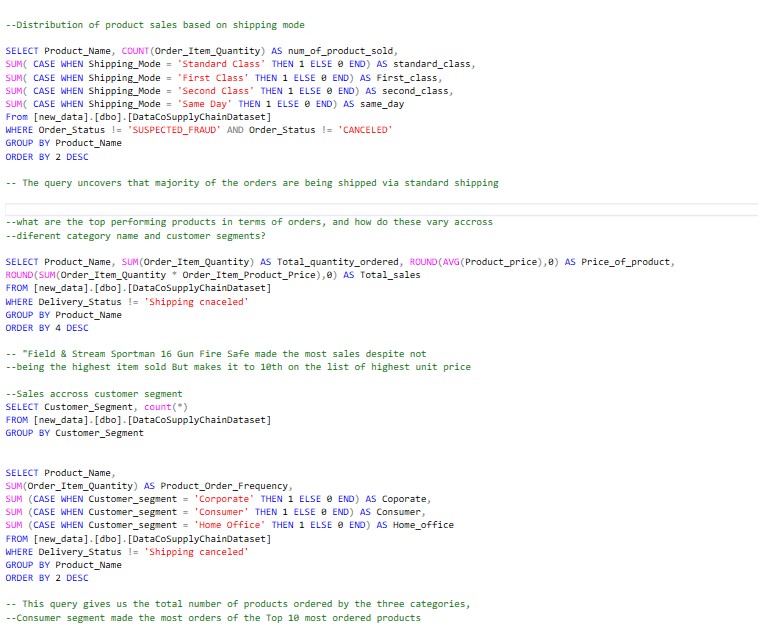 --Distribution of product sales based on shipping mode
SELECT Product_Name, COUNT(Order_Item_Quantity) AS num_of_product_sold,
SUM( CASE WHEN Shipping_Mode = 'Standard Class' THEN 1 ELSE 0 END) AS standard_class,
SUM( CASE WHEN Shipping_Mode = 'First Class' THEN 1 ELSE 0 END) AS First_class,
SUM( CASE WHEN Shipping_Mode = 'Second Class' THEN 1 ELSE 0 END) AS second_class,
SUM( CASE WHEN Shipping_Mode = 'Same Day' THEN 1 ELSE 0 END) AS same_day
From [new_data].[dbo].[DataCoSupplyChainDataset]
WHERE Order_Status != 'SUSPECTED_FRAUD' AND Order_Status != 'CANCELED'
GROUP BY Product_Name
ORDER BY 2 DESC
-- The query uncovers that majority of the orders are being shipped via standard shipping
--what are the top performing products in terms of orders, and how do these vary accross
--diferent category name and customer segments?
SELECT Product_Name, SUM(Order_Item_Quantity) AS Total_quantity_ordered, ROUND(AVG(Product_price),0) AS Price_of_product,
ROUND(SUM(Order_Item_Quantity * Order_Item_Product_Price),0) AS Total_sales
FROM [new_data].[dbo].[DataCoSupplyChainDataset]
WHERE Delivery_Status != 'Shipping cnaceled'
GROUP BY Product_Name
ORDER BY 4 DESC
-- "Field & Stream Sportman 16 Gun Fire Safe made the most sales despite not
--being the highest item sold But makes it to 10th on the list of highest unit price
--Sales accross customer segment
SELECT Customer_Segment, count(*)
FROM [new_data].[dbo].[DataCoSupplyChainDataset]
GROUP BY Customer_Segment
SELECT Product_Name,
SUM(Order_Item_Quantity) AS Product_Order_Frequency,
SUM (CASE WHEN Customer_segment = 'Corporate' THEN 1 ELSE 0 END) AS Coporate,
SUM (CASE WHEN Customer_segment = 'Consumer' THEN 1 ELSE 0 END) AS Consumer,
SUM (CASE WHEN Customer_segment = 'Home Office' THEN 1 ELSE 0 END) AS Home_office
FROM [new_data].[dbo].[DataCoSupplyChainDataset]
WHERE Delivery_Status != 'Shipping canceled'
GROUP BY Product_Name
ORDER BY 2 DESC
-- This query gives us the total number of products ordered by the three categories,
--Consumer segment made the most orders of the Top 10 most ordered products